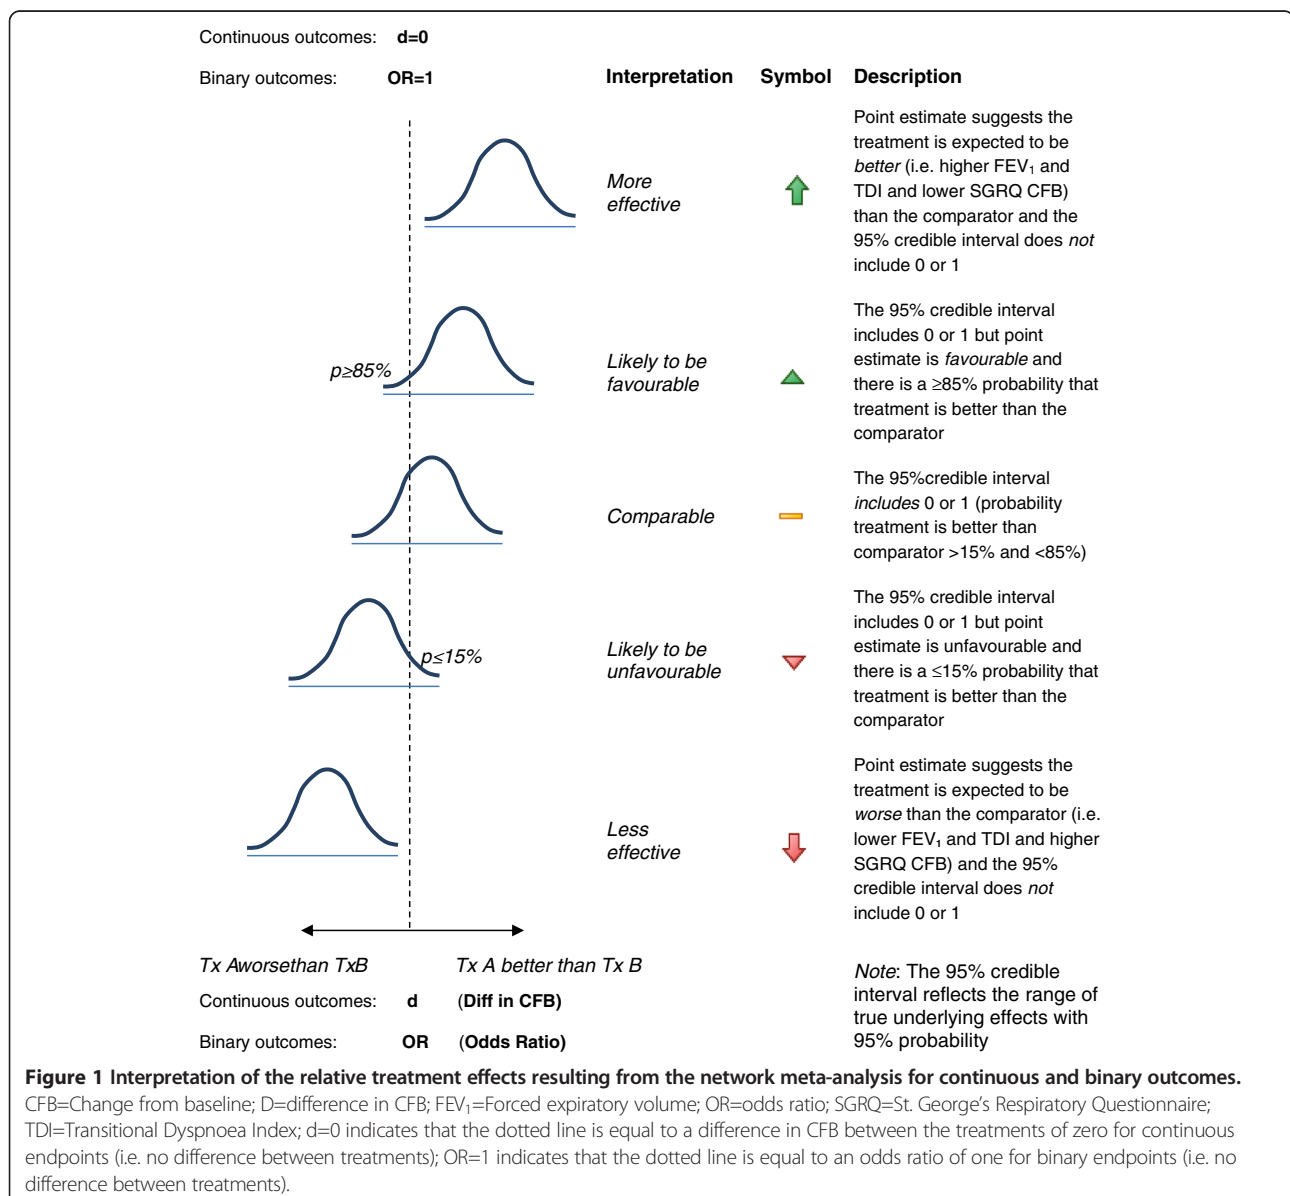 Continuous outcomes: d=0
Binary outcomes: OR=1
Interpretation Symbol Description
Point estimate suggests the
treatment is expected to be
better (i.e. higher FEV₁ and
TDI and lower SGRQ CFB)
than the comparator and the
95% credible interval does not
include 0 or 1
More
effective
The 95% credible interval
includes 0 or 1 but point
estimate is favourable and
there is a ≥85% probability that
treatment is better than the
comparator
p≥85%
Likely to be
favourable
The 95%credible interval
includes 0 or 1 (probability
treatment is better than
comparator >15% and <85%)
Comparable
The 95% credible interval
includes 0 or 1 but point
estimate is unfavourable and
there is a ≤15% probability that
treatment is better than the
comparator
p≤15%
Likely to be
unfavourable
Point estimate suggests the
treatment is expected to be
worse than the comparator (i.e.
lower FEV₁ and TDI and higher
SGRQ CFB) and the 95%
credible interval does not
include 0 or 1
Less
effective
Tx Aworsethan TxB Tx A better than Tx B
Continuous outcomes: d (Diff in CFB)
Binary outcomes: OR (Odds Ratio)
Note: The 95% credible
interval reflects the range of
true underlying effects with
95% probability
Figure 1 Interpretation of the relative treatment effects resulting from the network meta-analysis for continuous and binary outcomes.
CFB=Change from baseline; D=difference in CFB; FEV₁=Forced expiratory volume; OR=odds ratio; SGRQ=St. George's Respiratory Questionnaire;
TDI=Transitional Dyspnoea Index; d=0 indicates that the dotted line is equal to a difference in CFB between the treatments of zero for continuous
endpoints (i.e. no difference between treatments); OR=1 indicates that the dotted line is equal to an odds ratio of one for binary endpoints (i.e. no
difference between treatments).